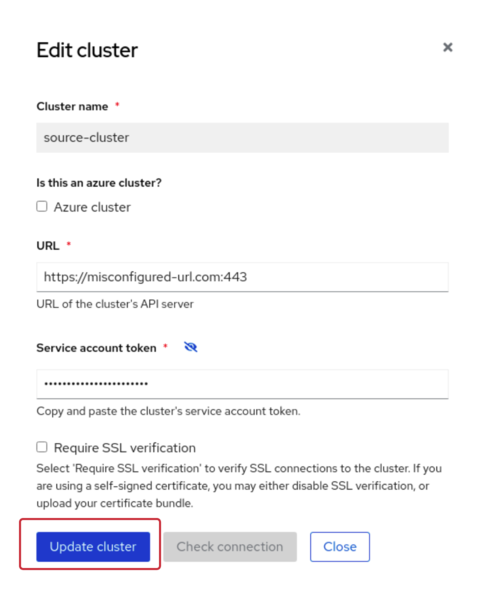 Edit cluster
Cluster name *
source-cluster
Is this an azure cluster?
Azure cluster
URL *
https://misconfigured-url.com:443
URL of the cluster's API server
Service account token *
•••••••••••••••••••••••
Copy and paste the cluster's service account token.
Require SSL verification
Select 'Require SSL verification' to verify SSL connections to the cluster. If you
are using a self-signed certificate, you may either disable SSL verification, or
upload your certificate bundle.
Update cluster Check connection Close